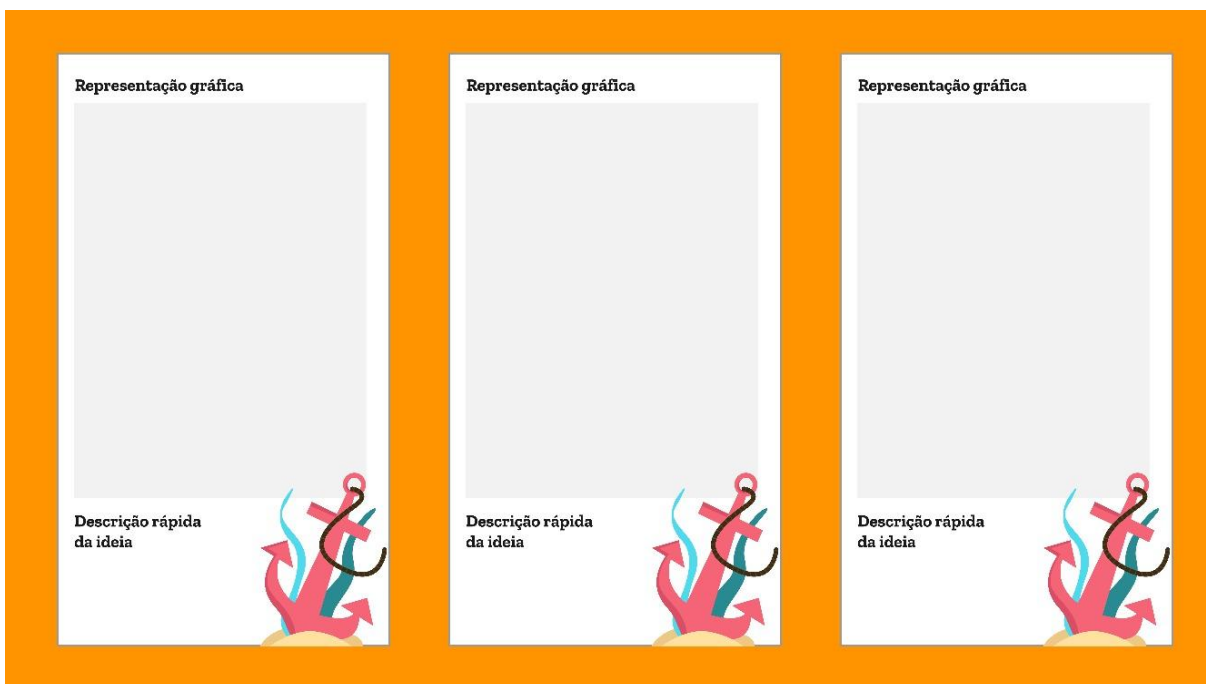 Representação gráfica
Descrição rápida
da ideia
Representação gráfica
Descrição rápida
da ideia
Representação gráfica
Descrição rápida
da ideia